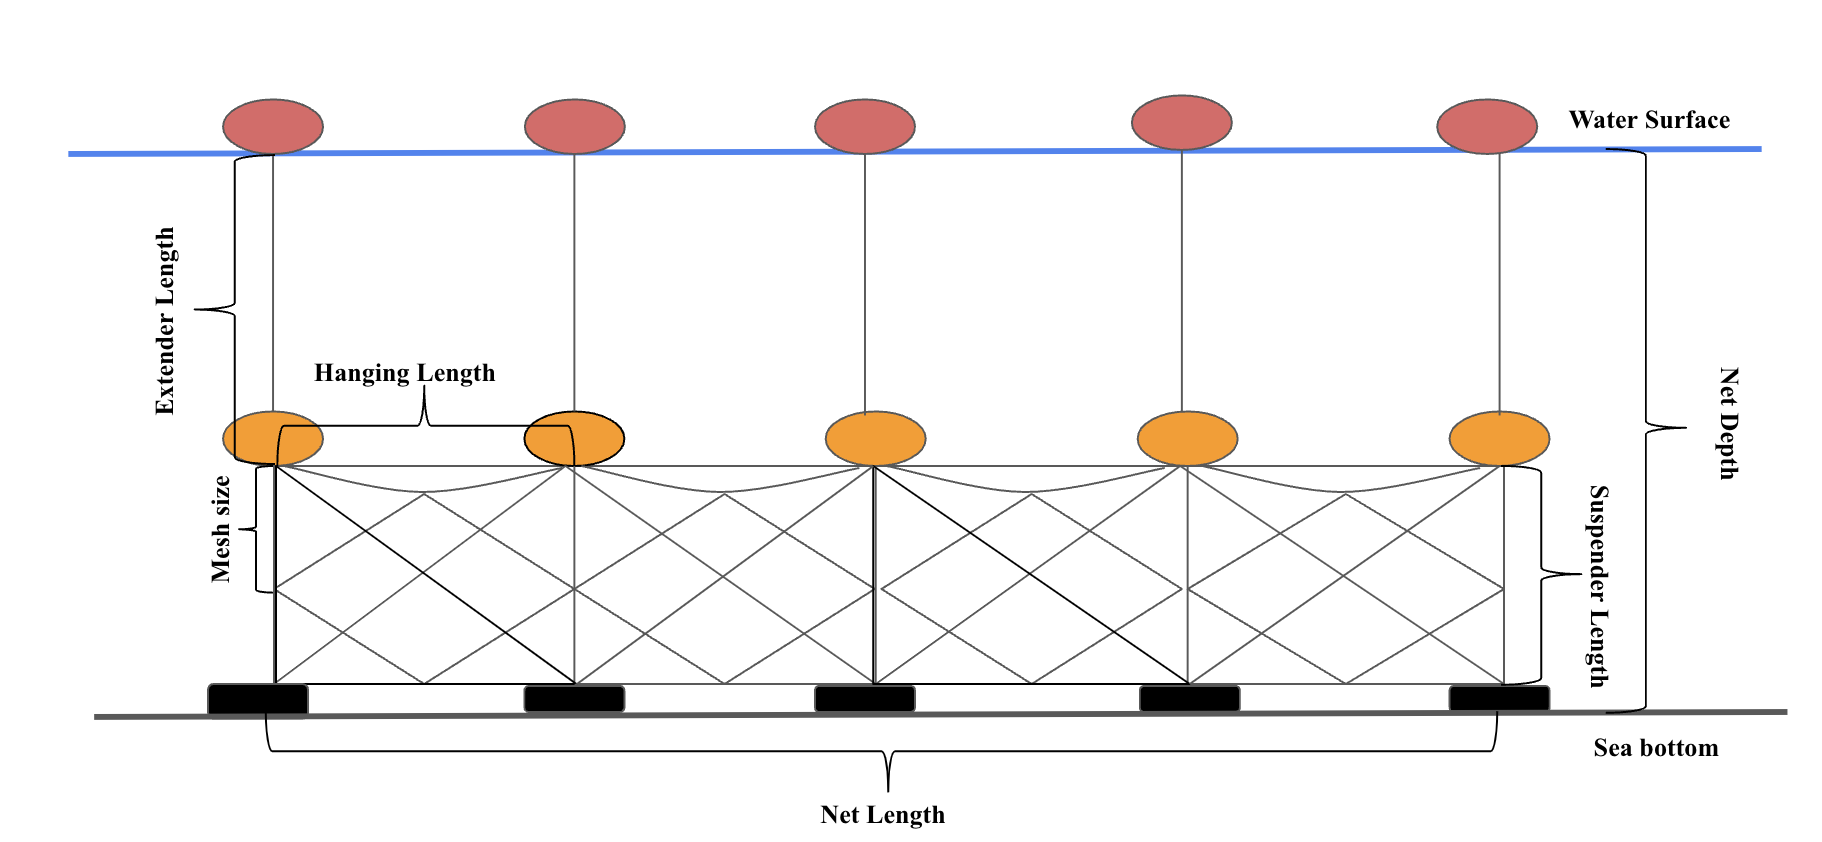 Water Surface
Extender Length
Hanging Length
Net Depth
Mesh size
Suspender Length
Sea bottom
Net Length